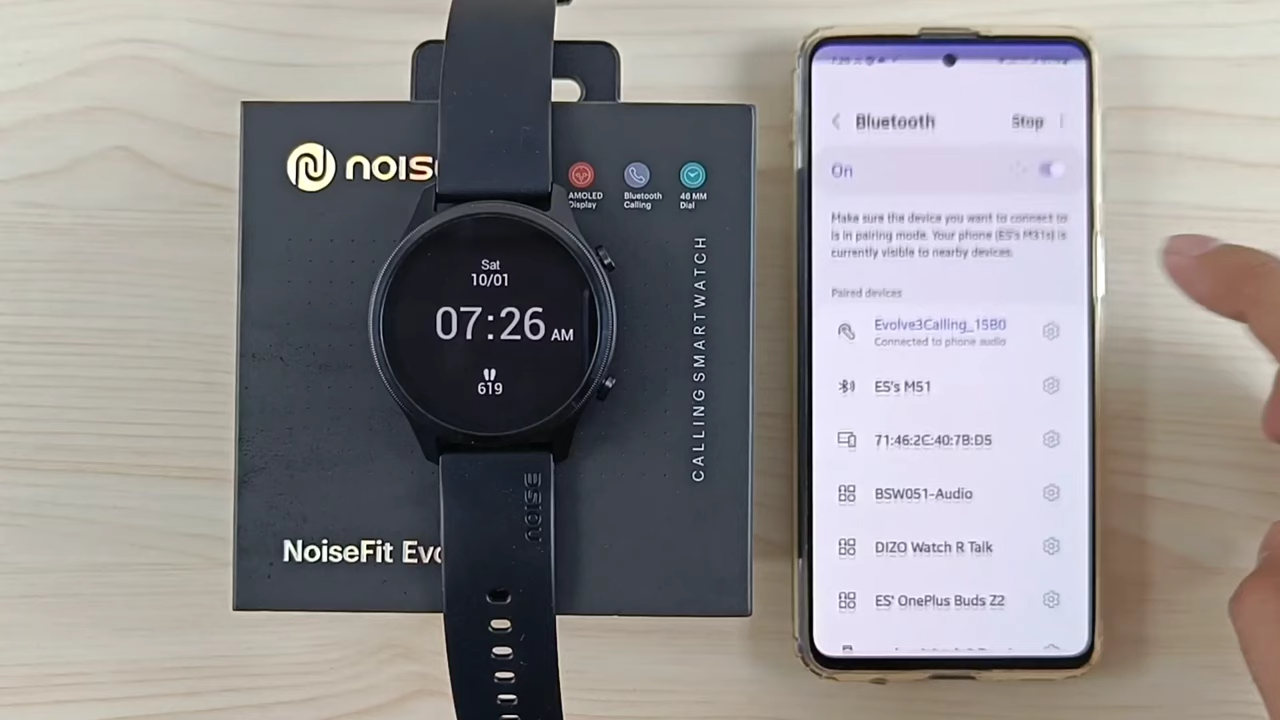 noise
AMOLED
Display
Bluetooth
Calling
46 MM
Dial
CALLING SMARTWATCH
NoiseFit Evo
Sat
10/01
07:26 AM
619
NOISE
Bluetooth
Stop
On
Make sure the device you want to connect to
is in pairing mode. Your phone (ES's M31s) is
currently visible to nearby devices.
Paired devices
Evolve3Calling_15B0
Connected to phone audio
ES's M51
71:46:2C:40:7B:D5
BSW051-Audio
DIZO Watch R Talk
ES' OnePlus Buds Z2